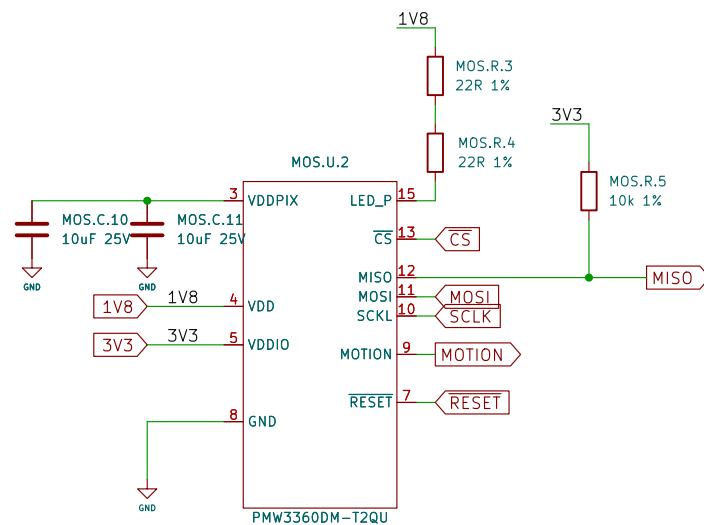 1V8
MOS.R.3
22R 1%
3V3
MOS.R.4
22R 1%
MOS.U.2
MOS.R.5
10k 1%
3 VDDPIX
LED_P 15
MOS.C.10
10uF 25V
MOS.C.11
10uF 25V
CS 13 CS
GND
GND
MISO 12 MISO
1V8 1V8 4 VDD
MOSI 11 MOSI
SCKL 10 SCLK
3V3 3V3 5 VDDIO
MOTION 9 MOTION
RESET 7 RESET
8 GND
GND
PMW3360DM-T2QU